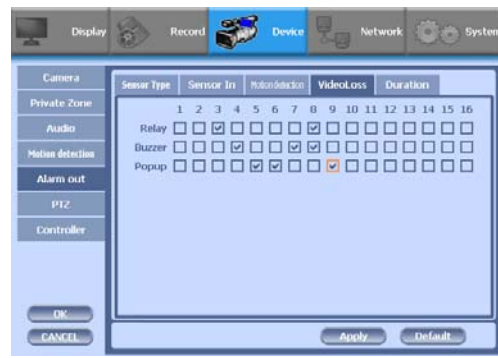 Display Record Device Network System
Camera
Private Zone
Audio
Motion detection
Alarm out
PTZ
Controller
OK
CANCEL
Sensor Type Sensor In Motion detection VideoLoss Duration
1 2 3 4 5 6 7 8 9 10 11 12 13 14 15 16
Relay
Buzzer
Popup
Apply Default